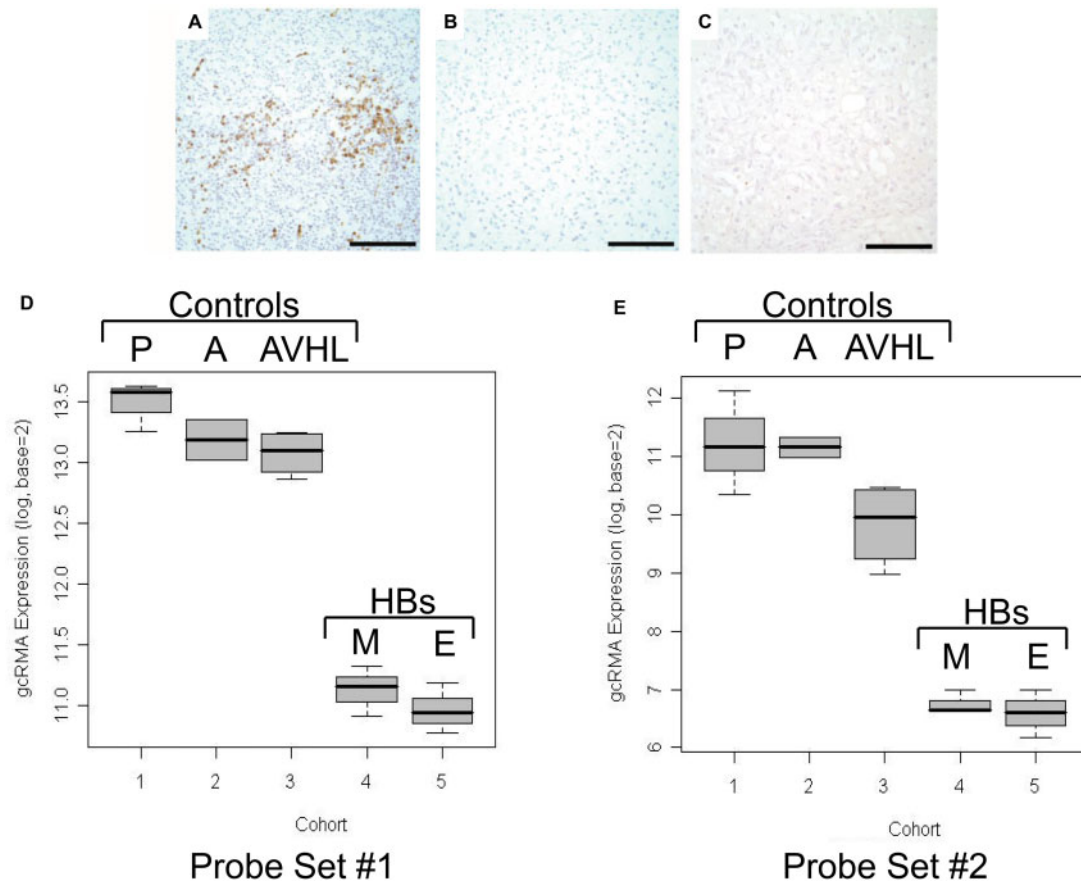 A
B
C
D
Controls
P A AVHL
gcRMA Expression (log, base=2)
13.5
13.0
12.5
12.0
11.5
11.0
HBs
M E
1 2 3 4 5
Cohort
Probe Set #1
E
Controls
P A AVHL
gcRMA Expression (log, base=2)
12
11
10
9
8
7
6
HBs
M E
1 2 3 4 5
Cohort
Probe Set #2